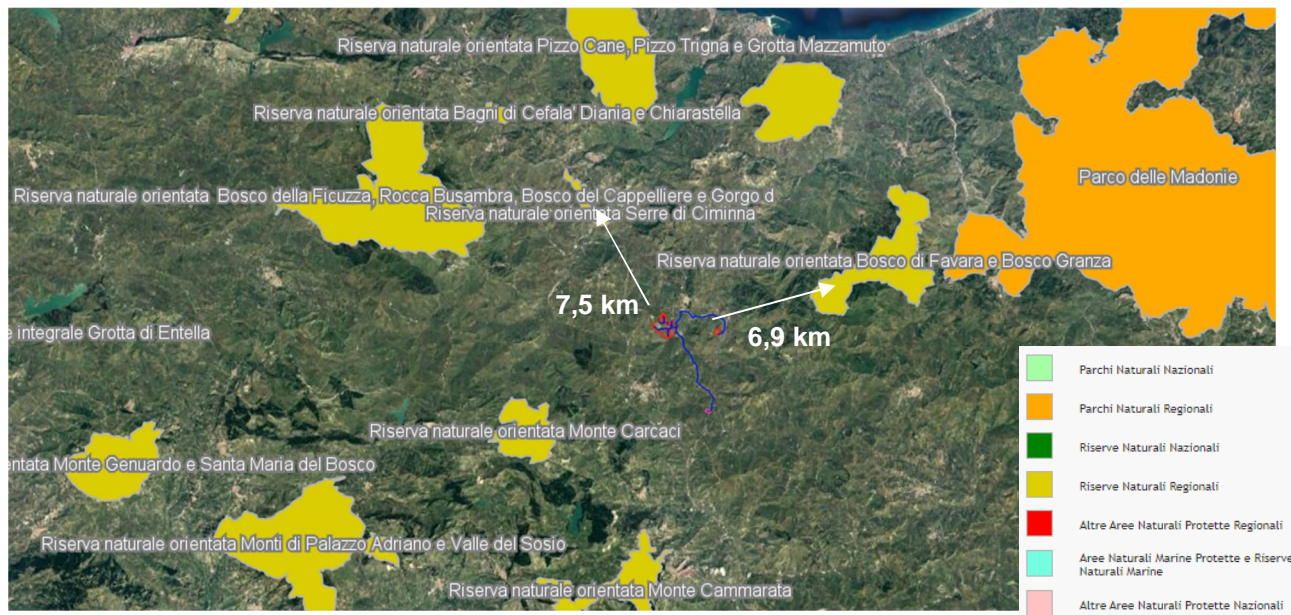 Riserva naturale orientata Pizzo Cane, Pizzo Trigna e Grotta Mazzamuto
Riserva naturale orientata Bagni di Cefala' Diania e Chiarastella
Parco delle Madonie
Riserva naturale orientata Bosco della Ficuzza, Rocca Busambra, Bosco del Cappelliere e Gorgo d
Riserva naturale orientata Serre di Ciminna
Riserva naturale orientata Bosco di Favara e Bosco Granza
7,5 km
e integrale Grotta di Entella
6,9 km
Riserva naturale orientata Monte Carcaci
entata Monte Genuardo e Santa Maria del Bosco
Riserva naturale orientata Monti di Palazzo Adriano e Valle del Sosio
Riserva naturale orientata Monte Cammarata
Parchi Naturali Nazionali
Parchi Naturali Regionali
Riserve Naturali Nazionali
Riserve Naturali Regionali
Altre Aree Naturali Protette Regionali
Aree Naturali Marine Protette e Riserve
Naturali Marine
Altre Aree Naturali Protette Nazionali